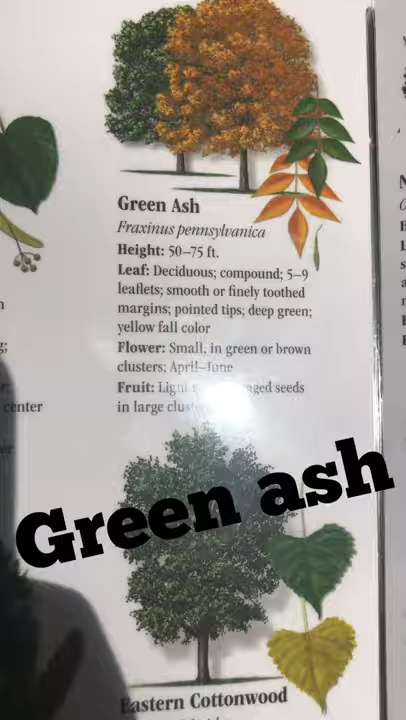 Green Ash
Fraxinus pennsylvanica
Height: 50–75 ft.
Leaf: Deciduous; compound; 5–9
leaflets; smooth or finely toothed
margins; pointed tips; deep green;
yellow fall color
Flower: Small, in green or brown
clusters; April–June
Fruit: Light seeds
in large
center
Green ash
Eastern Cottonwood